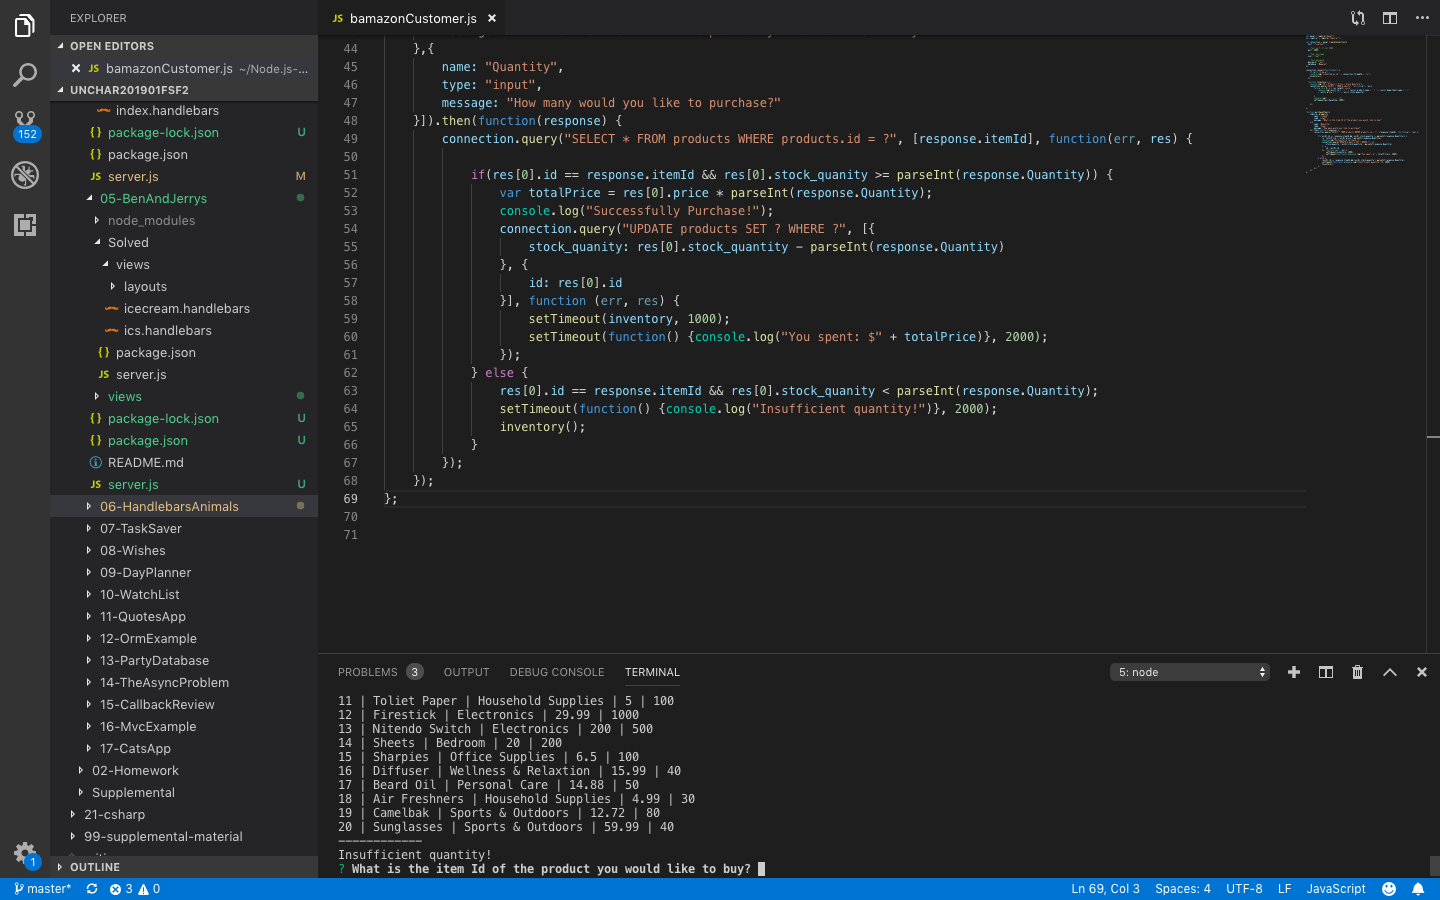 EXPLORER
OPEN EDITORS
JS bamazonCustomer.js ~/Node.js-...
UNCHAR201901FSF2
index.handlebars
{} package-lock.json U
{} package.json
JS server.js M
05-BenAndJerrys
node_modules
Solved
views
layouts
icecream.handlebars
ics.handlebars
{} package.json
JS server.js
views
{} package-lock.json U
{} package.json U
README.md
JS server.js U
06-HandlebarsAnimals
07-TaskSaver
08-Wishes
09-DayPlanner
10-WatchList
11-QuotesApp
12-OrmExample
13-PartyDatabase
14-TheAsyncProblem
15-CallbackReview
16-MvcExample
17-CatsApp
02-Homework
Supplemental
21-csharp
99-supplemental-material
OUTLINE
152
1
JS bamazonCustomer.js
44 },{
45 name: "Quantity",
46 type: "input",
47 message: "How many would you like to purchase?"
48 }]).then(function(response) {
49 connection.query("SELECT * FROM products WHERE products.id = ?", [response.itemId], function(err, res) {
50
51 if(res[0].id == response.itemId && res[0].stock_quantity >= parseInt(response.Quantity)) {
52 var totalPrice = res[0].price * parseInt(response.Quantity);
53 console.log("Successfully Purchase!");
54 connection.query("UPDATE products SET ? WHERE ?", [{
55 stock_quanity: res[0].stock_quantity - parseInt(response.Quantity)
56 }, {
57 id: res[0].id
58 }], function (err, res) {
59 setTimeout(inventory, 1000);
60 setTimeout(function() {console.log("You spent: $" + totalPrice)}, 2000);
61 });
62 } else {
63 res[0].id == response.itemId && res[0].stock_quanity < parseInt(response.Quantity);
64 setTimeout(function() {console.log("Insufficient quantity!")}, 2000);
65 inventory();
66 }
67 });
68 });
69 };
70
71
PROBLEMS 3 OUTPUT DEBUG CONSOLE TERMINAL 5: node
11 | Toliet Paper | Household Supplies | 5 | 100
12 | Firestick | Electronics | 29.99 | 1000
13 | Nitendo Switch | Electronics | 200 | 500
14 | Sheets | Bedroom | 20 | 200
15 | Sharpies | Office Supplies | 6.5 | 100
16 | Diffuser | Wellness & Relaxtion | 15.99 | 40
17 | Beard Oil | Personal Care | 14.88 | 50
18 | Air Freshners | Household Supplies | 4.99 | 30
19 | Camelbak | Sports & Outdoors | 12.72 | 80
20 | Sunglasses | Sports & Outdoors | 59.99 | 40
------------
Insufficient quantity!
? What is the item Id of the product you would like to buy?
master* 3 0 Ln 69, Col 3 Spaces: 4 UTF-8 LF JavaScript